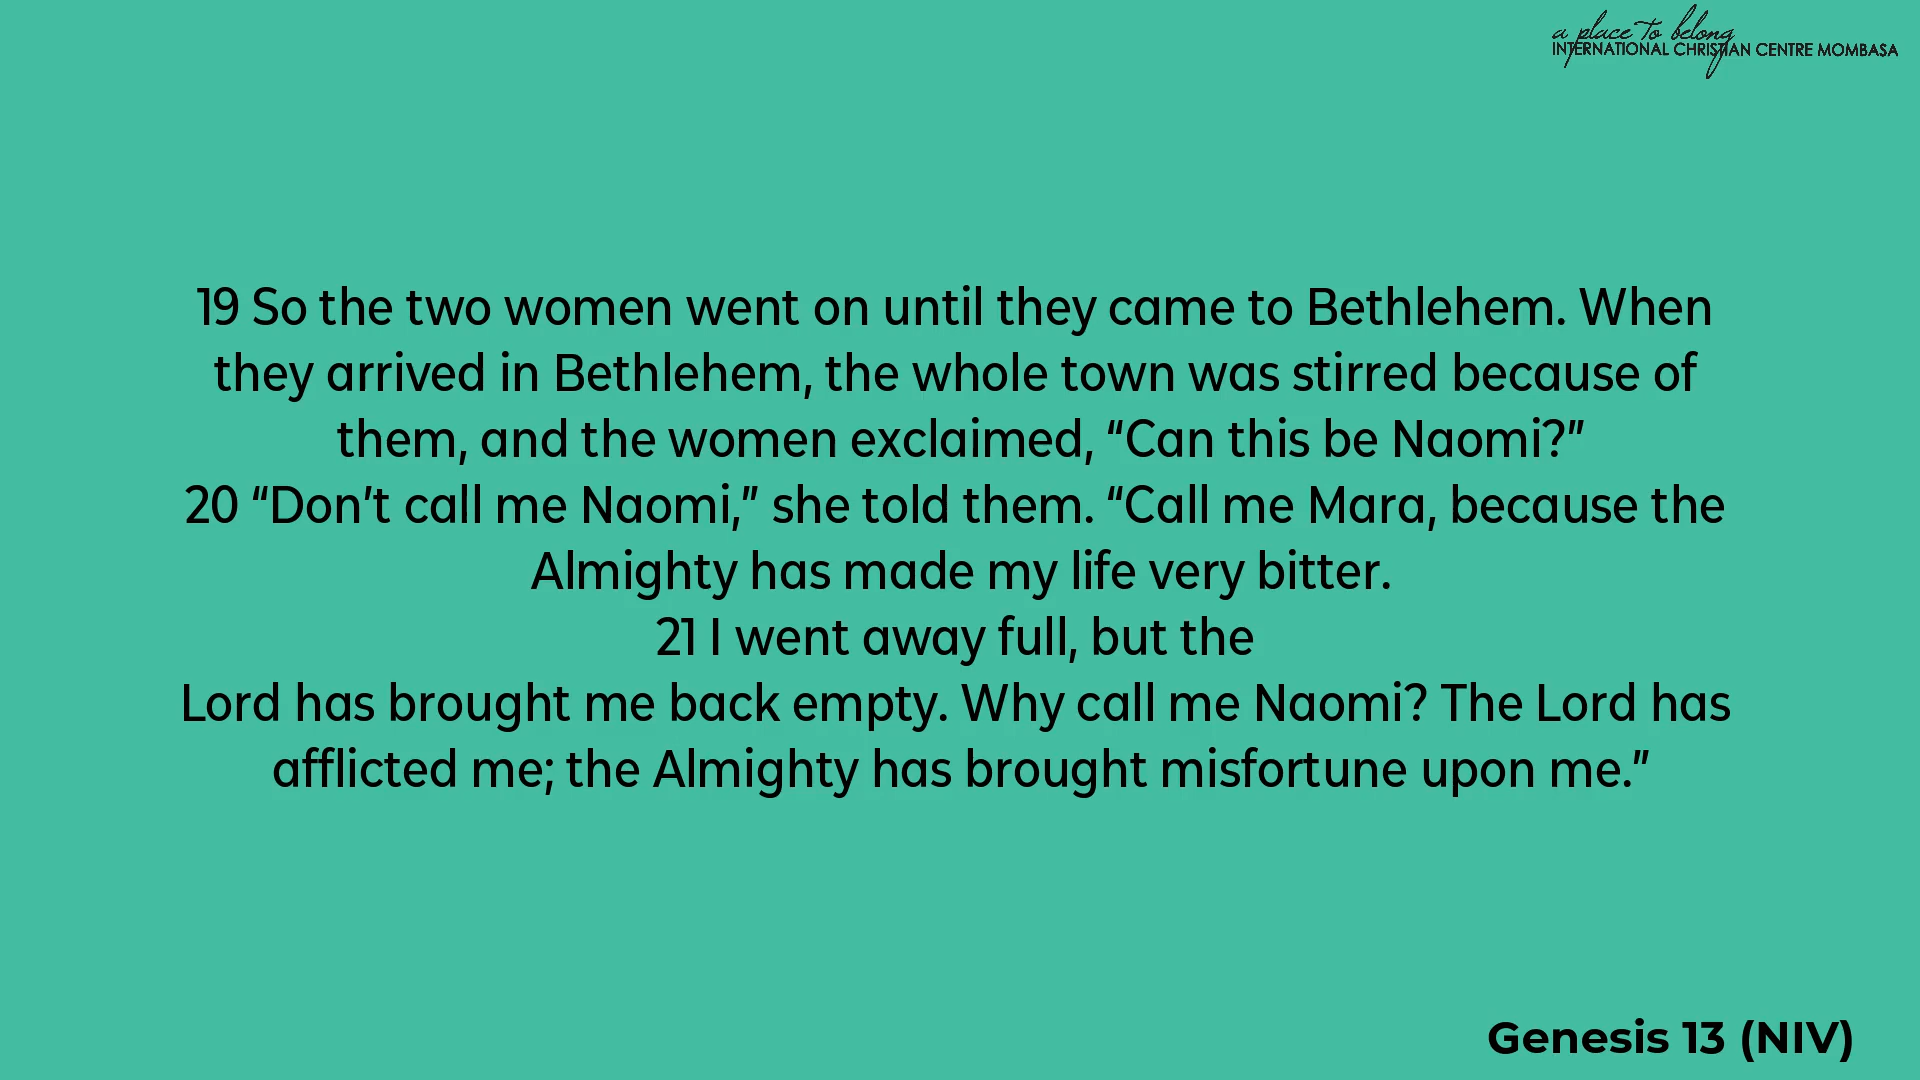 a place to belong
INTERNATIONAL CHRISTIAN CENTRE MOMBASA
19 So the two women went on until they came to Bethlehem. When
they arrived in Bethlehem, the whole town was stirred because of
them, and the women exclaimed, “Can this be Naomi?”
20 “Don’t call me Naomi,” she told them. “Call me Mara, because the
Almighty has made my life very bitter.
21 I went away full, but the
Lord has brought me back empty. Why call me Naomi? The Lord has
afflicted me; the Almighty has brought misfortune upon me.”
Genesis 13 (NIV)